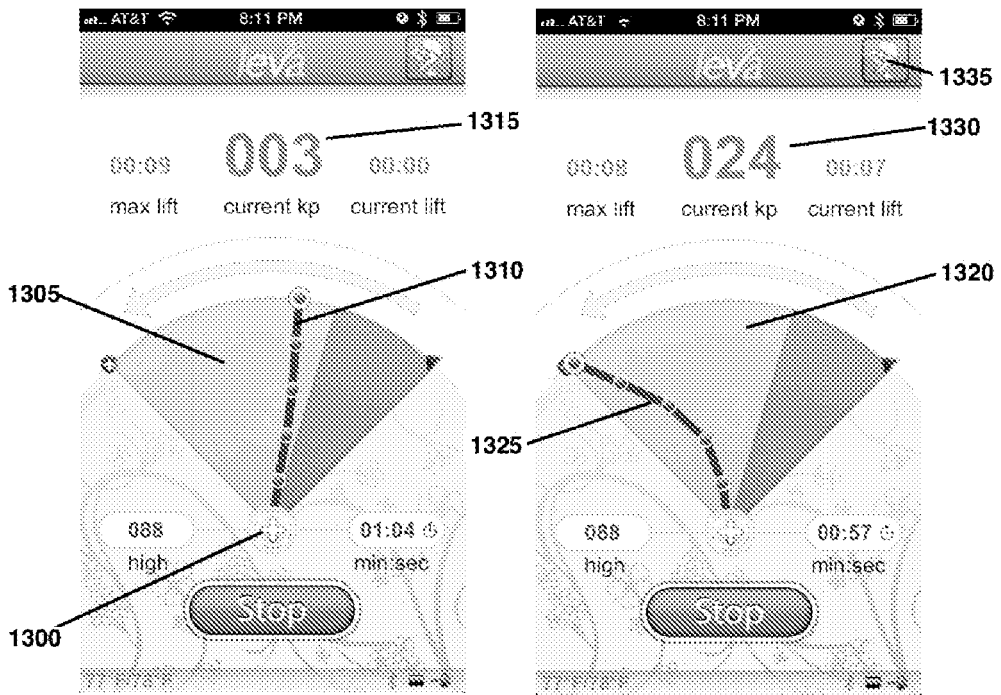 AT&T 8:11 PM
leva
00:09 003 00:00
max lift current kp current lift
1315
1310
1305
088 01:04
high min:sec
Stop
1300
AT&T 8:11 PM
leva
1335
00:08 024 00:07
max lift current kp current lift
1330
1320
1325
088 00:57
high min:sec
Stop